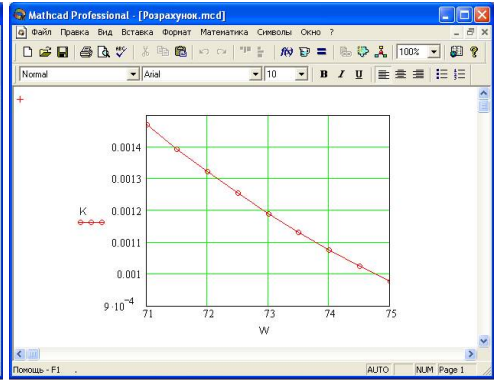 Mathcad Professional - [Розрахунок.mcd]
Файл Правка Вид Вставка Формат Математика Символы Окно ?
100%
Normal Arial 10 B I U
0.0014
0.0013
K 0.0012
0.0011
0.001
9·10⁻⁴
71 72 73 74 75
W
Помощь - F1 AUTO NUM Page 1